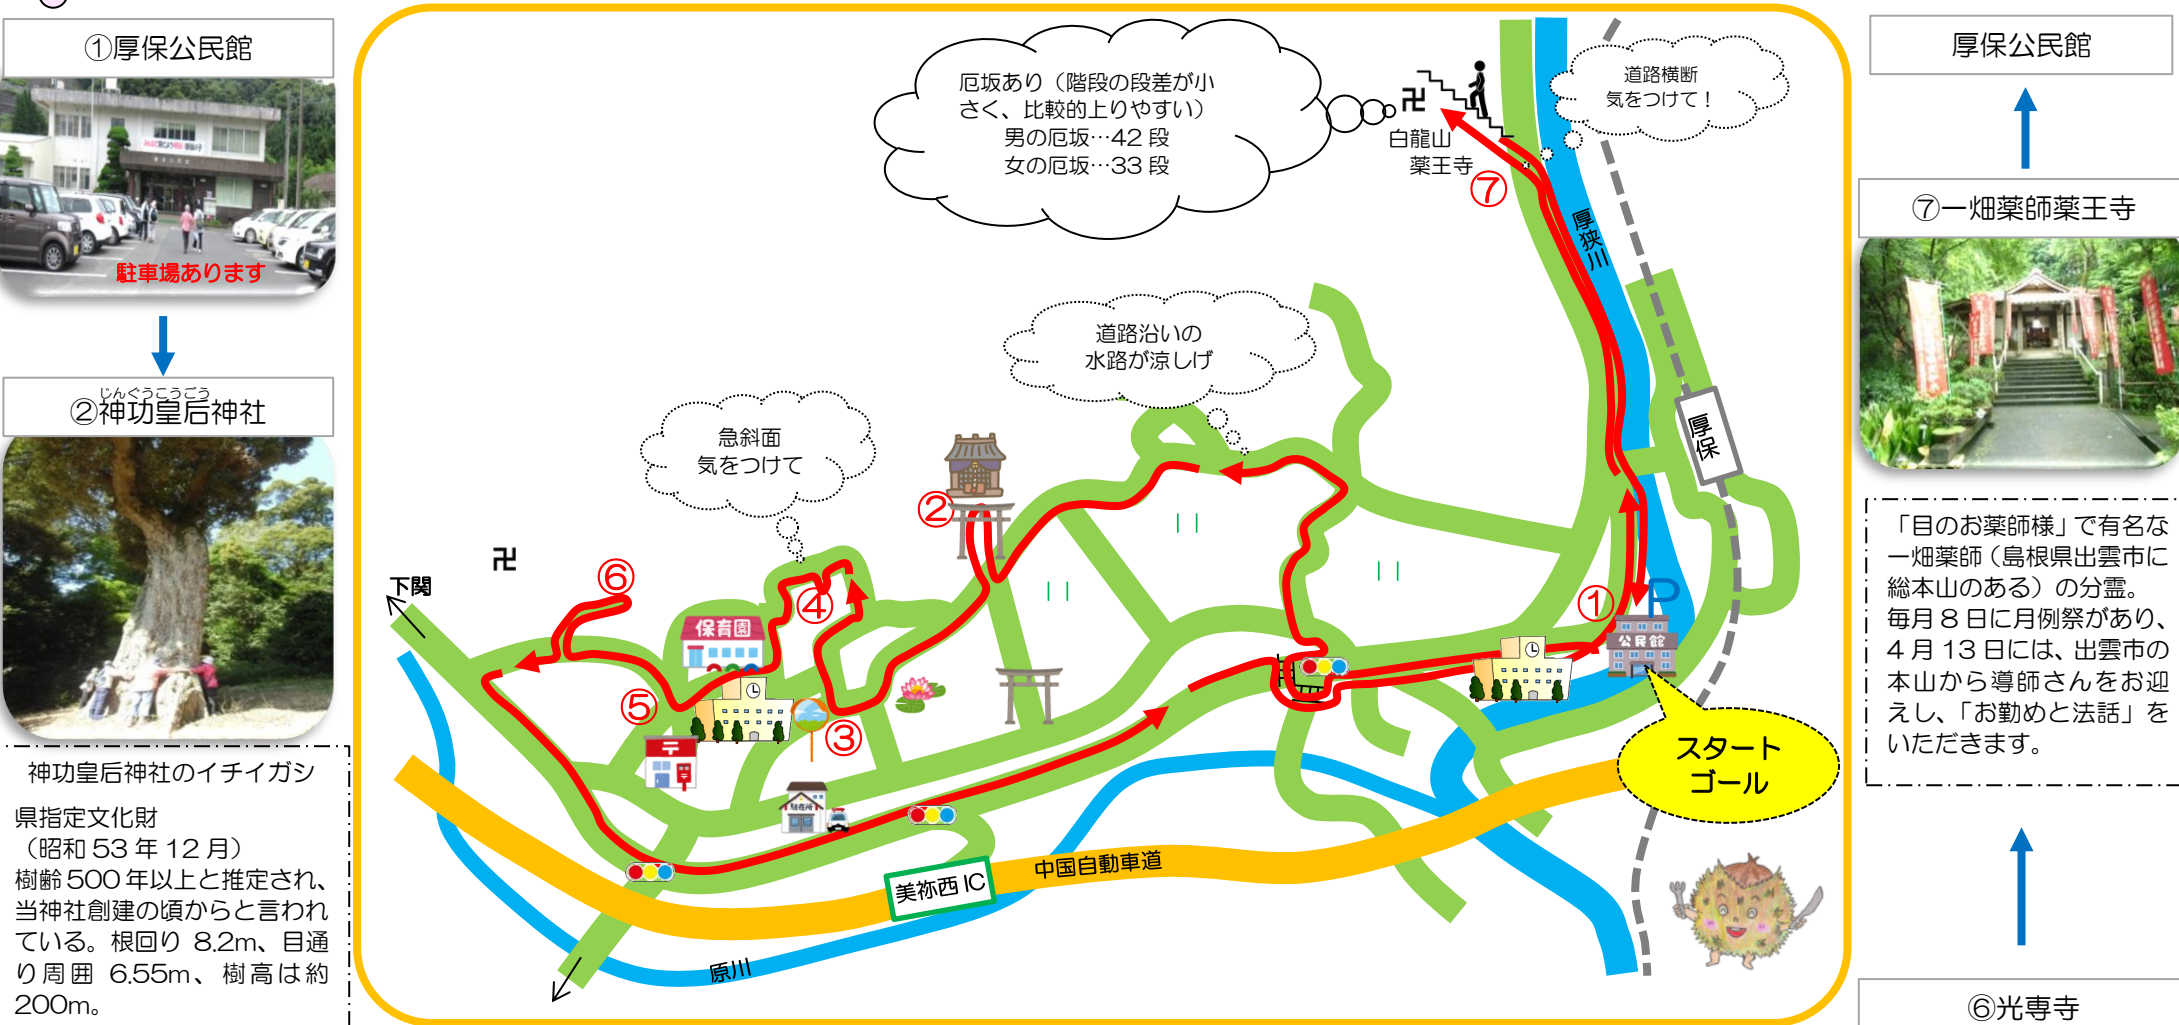 ①厚保公民館
駐車場あります
じんぐうこうごう
②神功皇后神社
神功皇后神社のイチイガシ
県指定文化財
（昭和 53 年 12 月）
樹齢 500 年以上と推定され、
当神社創建の頃からと言われ
ている。根回り 8.2m、目通
り周囲 6.55m、樹高は約
200m。
厄坂あり（階段の段差が小
さく、比較的上りやすい）
男の厄坂…42 段
女の厄坂…33 段
卍
白龍山
薬王寺
⑦
道路横断
気をつけて！
厚狭川
道路沿いの
水路が涼しげ
急斜面
気をつけて
②
厚保
卍
下関
⑥
④
①
P
保育園
公民館
⑤
③
〒
〒
駐在所
スタート
ゴール
中国自動車道
美祢西 IC
原川
厚保公民館
⑦一畑薬師薬王寺
「目のお薬師様」で有名な
一畑薬師（島根県出雲市に
総本山のある）の分霊。
毎月 8 日に月例祭があり、
4 月 13 日には、出雲市の
本山から導師さんをお迎
えし、「お勤めと法話」を
いただきます。
⑥光専寺